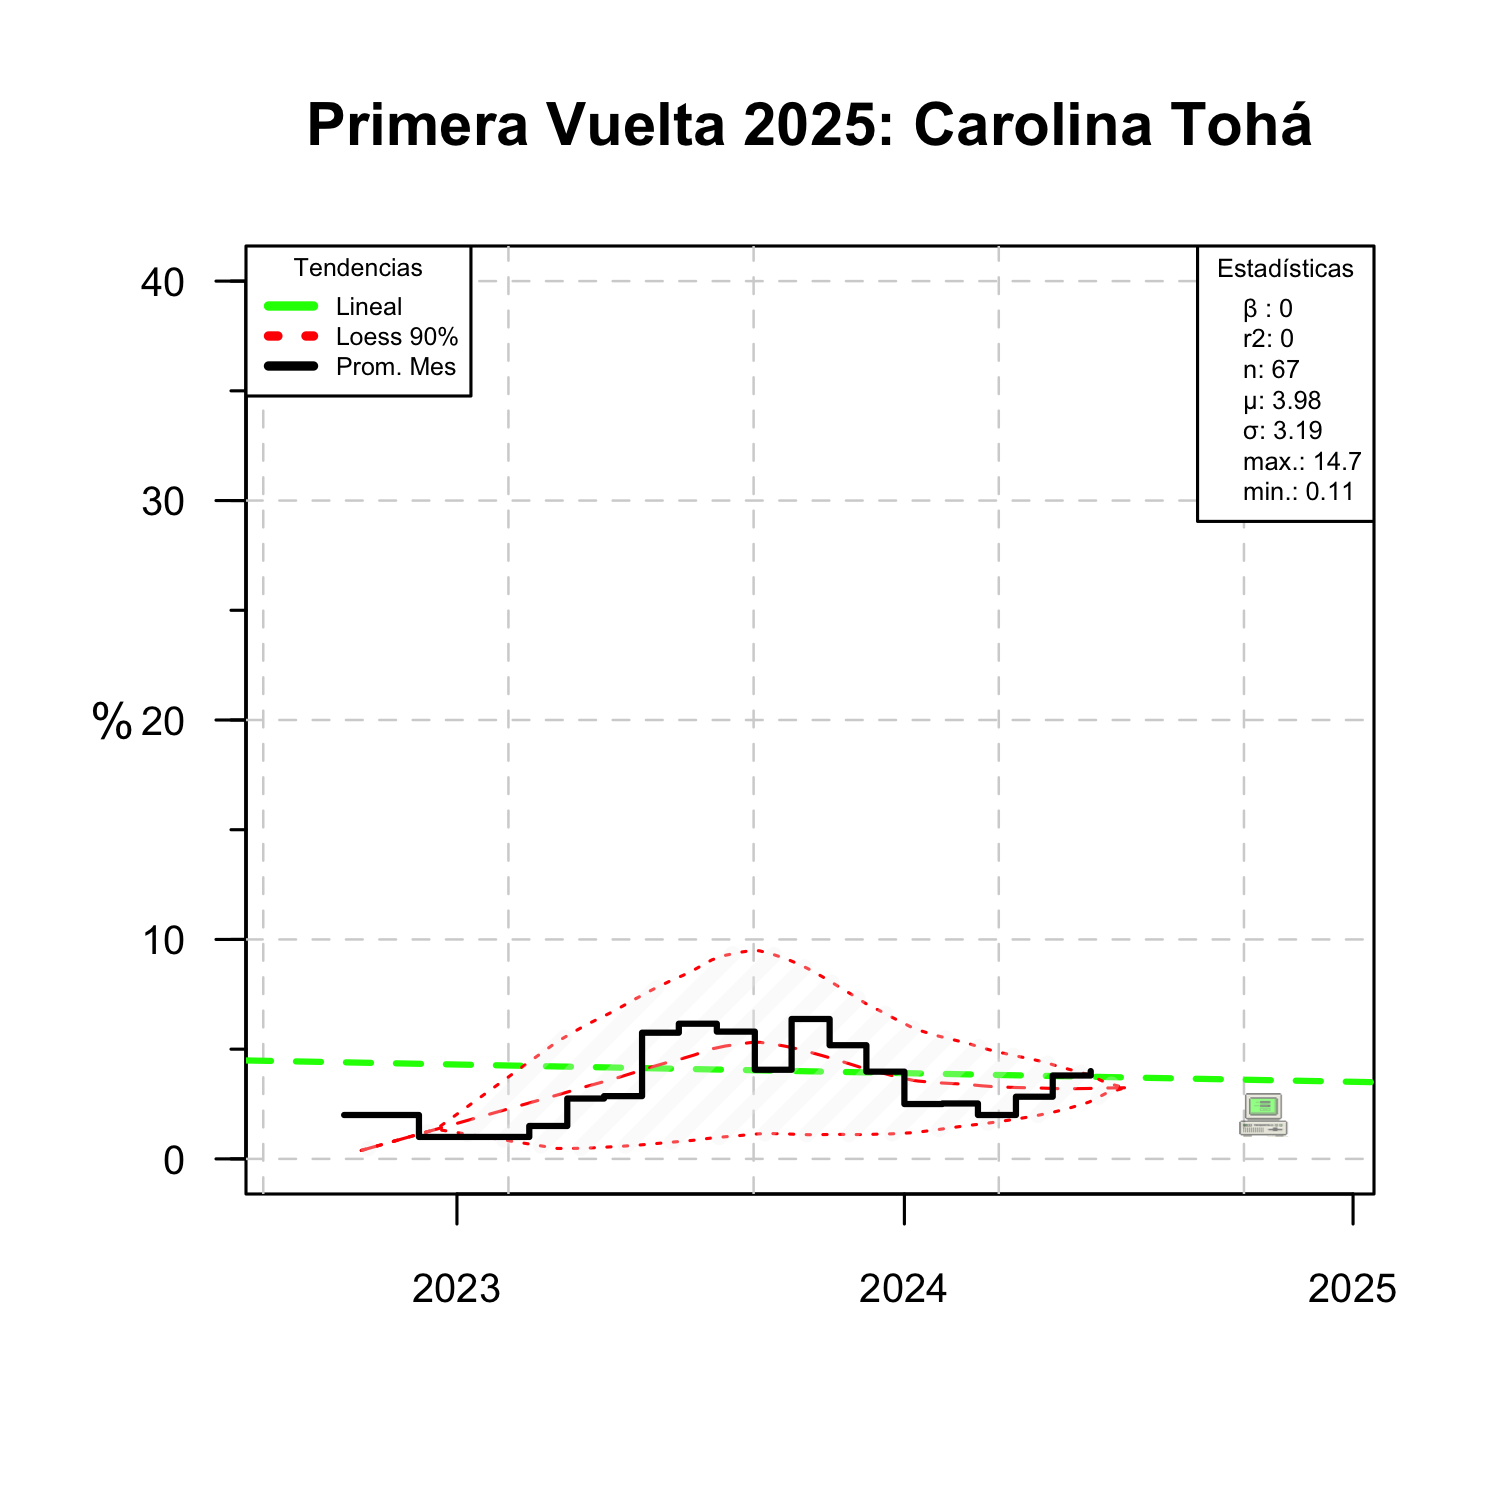 Primera Vuelta 2025: Carolina Tohá
Tendencias
Lineal
Loess 90%
Prom. Mes
Estadísticas
β : 0
r2: 0
n: 67
μ: 3.98
σ: 3.19
max.: 14.7
min.: 0.11
40
30
%
20
10
0
2023
2024
2025